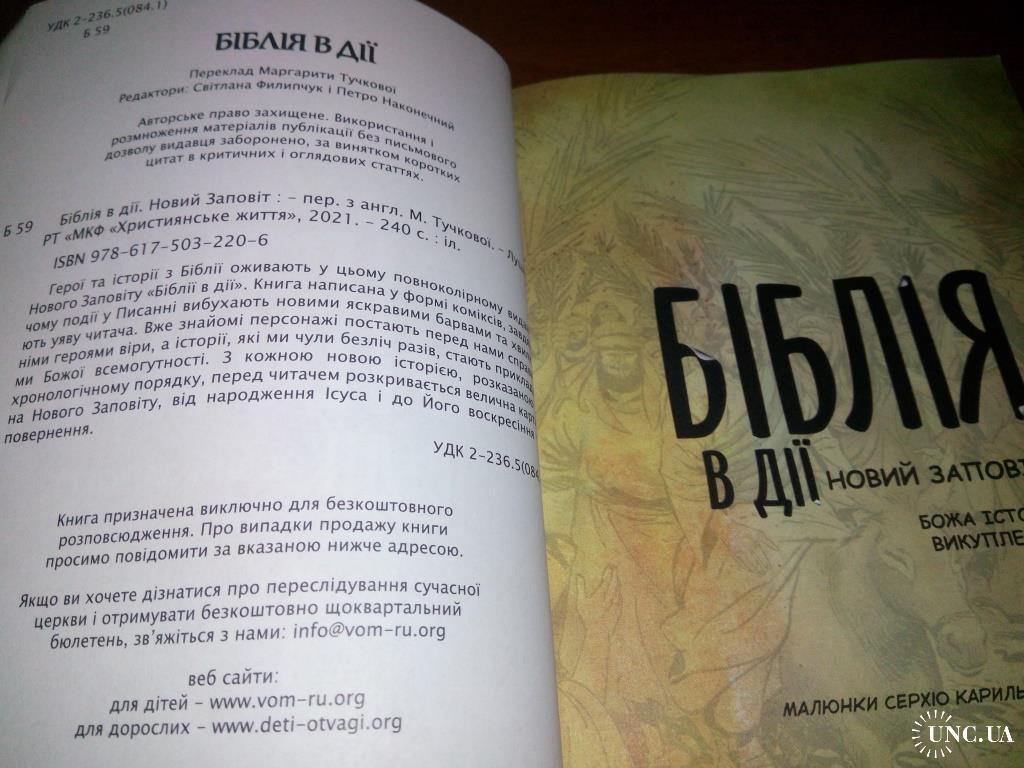 УДК 2-236.5(084.1)
Б 59
БІБЛІЯ В ДІЇ
Переклад Маргарити Тучкової
Редактори: Світлана Филипчук і Петро Наконечний
Авторське право захищене. Використання і
розмноження матеріалів публікації без письмового
дозволу видавця заборонено, за винятком коротких
цитат в критичних і оглядових статтях.
Біблія в дії. Новий Заповіт : – пер. з англ. М. Тучкової. –
Б 59
РТ «МКФ «Християнське життя», 2021. – 240 с. : іл.
ISBN 978-617-503-220-6
Герої та історії з Біблії оживають у цьому повноколірному
Нового Заповіту «Біблії в дії». Книга написана у формі коміксів,
чому події у Писанні вибухають новими яскравими барвами та
ють уяву читача. Вже знайомі персонажі постають перед нами
німи героями віри, а історії, які ми чули безліч разів, стають
ми Божої всемогутності. З кожною новою історією, розказаною
хронологічному порядку, перед читачем розкривається велична
на Нового Заповіту, від народження Ісуса і до Його воскресіння
повернення.
УДК 2-236.5(084
Книга призначена виключно для безкоштовного
розповсюдження. Про випадки продажу книги
просимо повідомити за вказаною нижче адресою.
Якщо ви хочете дізнатися про переслідування сучасної
церкви і отримувати безкоштовно щоквартальний
бюлетень, зв'яжіться з нами: info@vom-ru.org
веб сайти:
для дітей – www.vom-ru.org
для дорослих – www.deti-otvagi.org
БІБЛІЯ
В ДІЇ НОВИЙ
БОЖА
МАЛЮНКИ СЕРХІО
UNC.UA